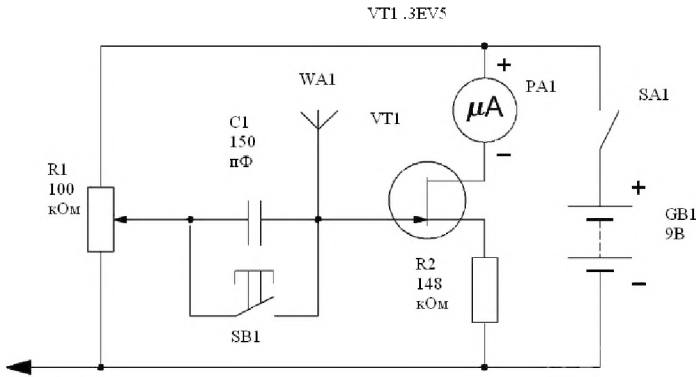 VT1 .3EV5
WA1
+
PA1
SA1
C1
150
пФ
VT1
µA
R1
100
кОм
−
+
GB1
9В
R2
148
кОм
−
SB1